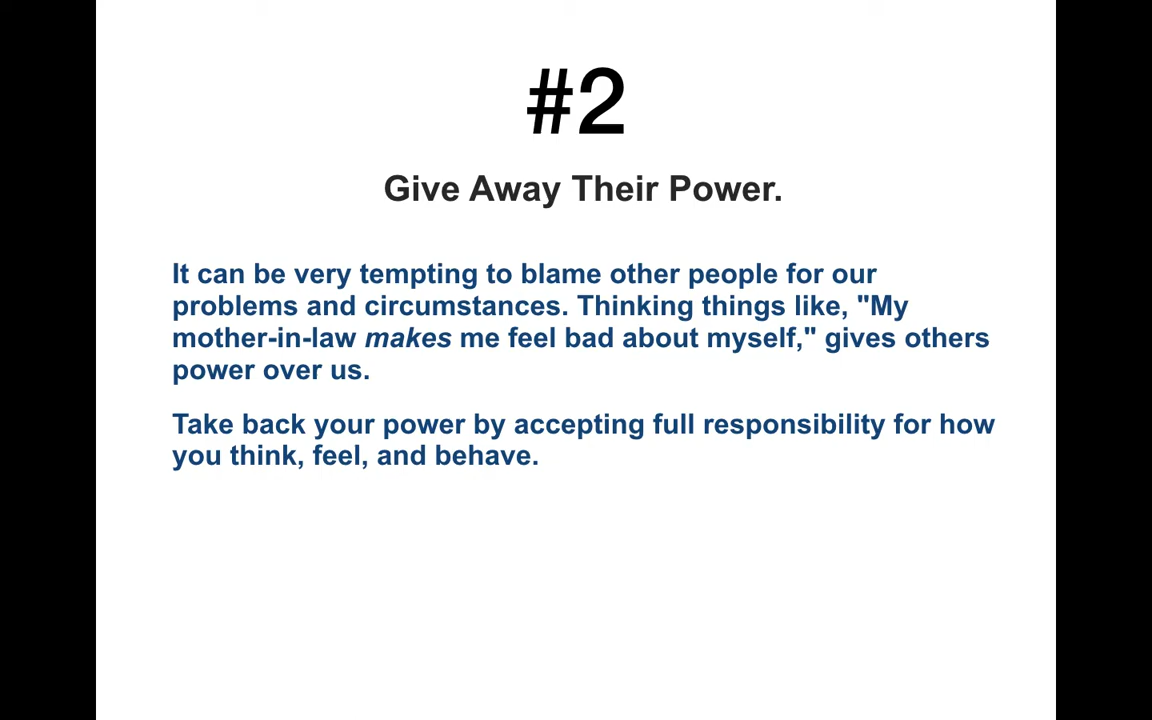 #2
Give Away Their Power.
It can be very tempting to blame other people for our
problems and circumstances. Thinking things like, "My
mother-in-law makes me feel bad about myself," gives others
power over us.
Take back your power by accepting full responsibility for how
you think, feel, and behave.